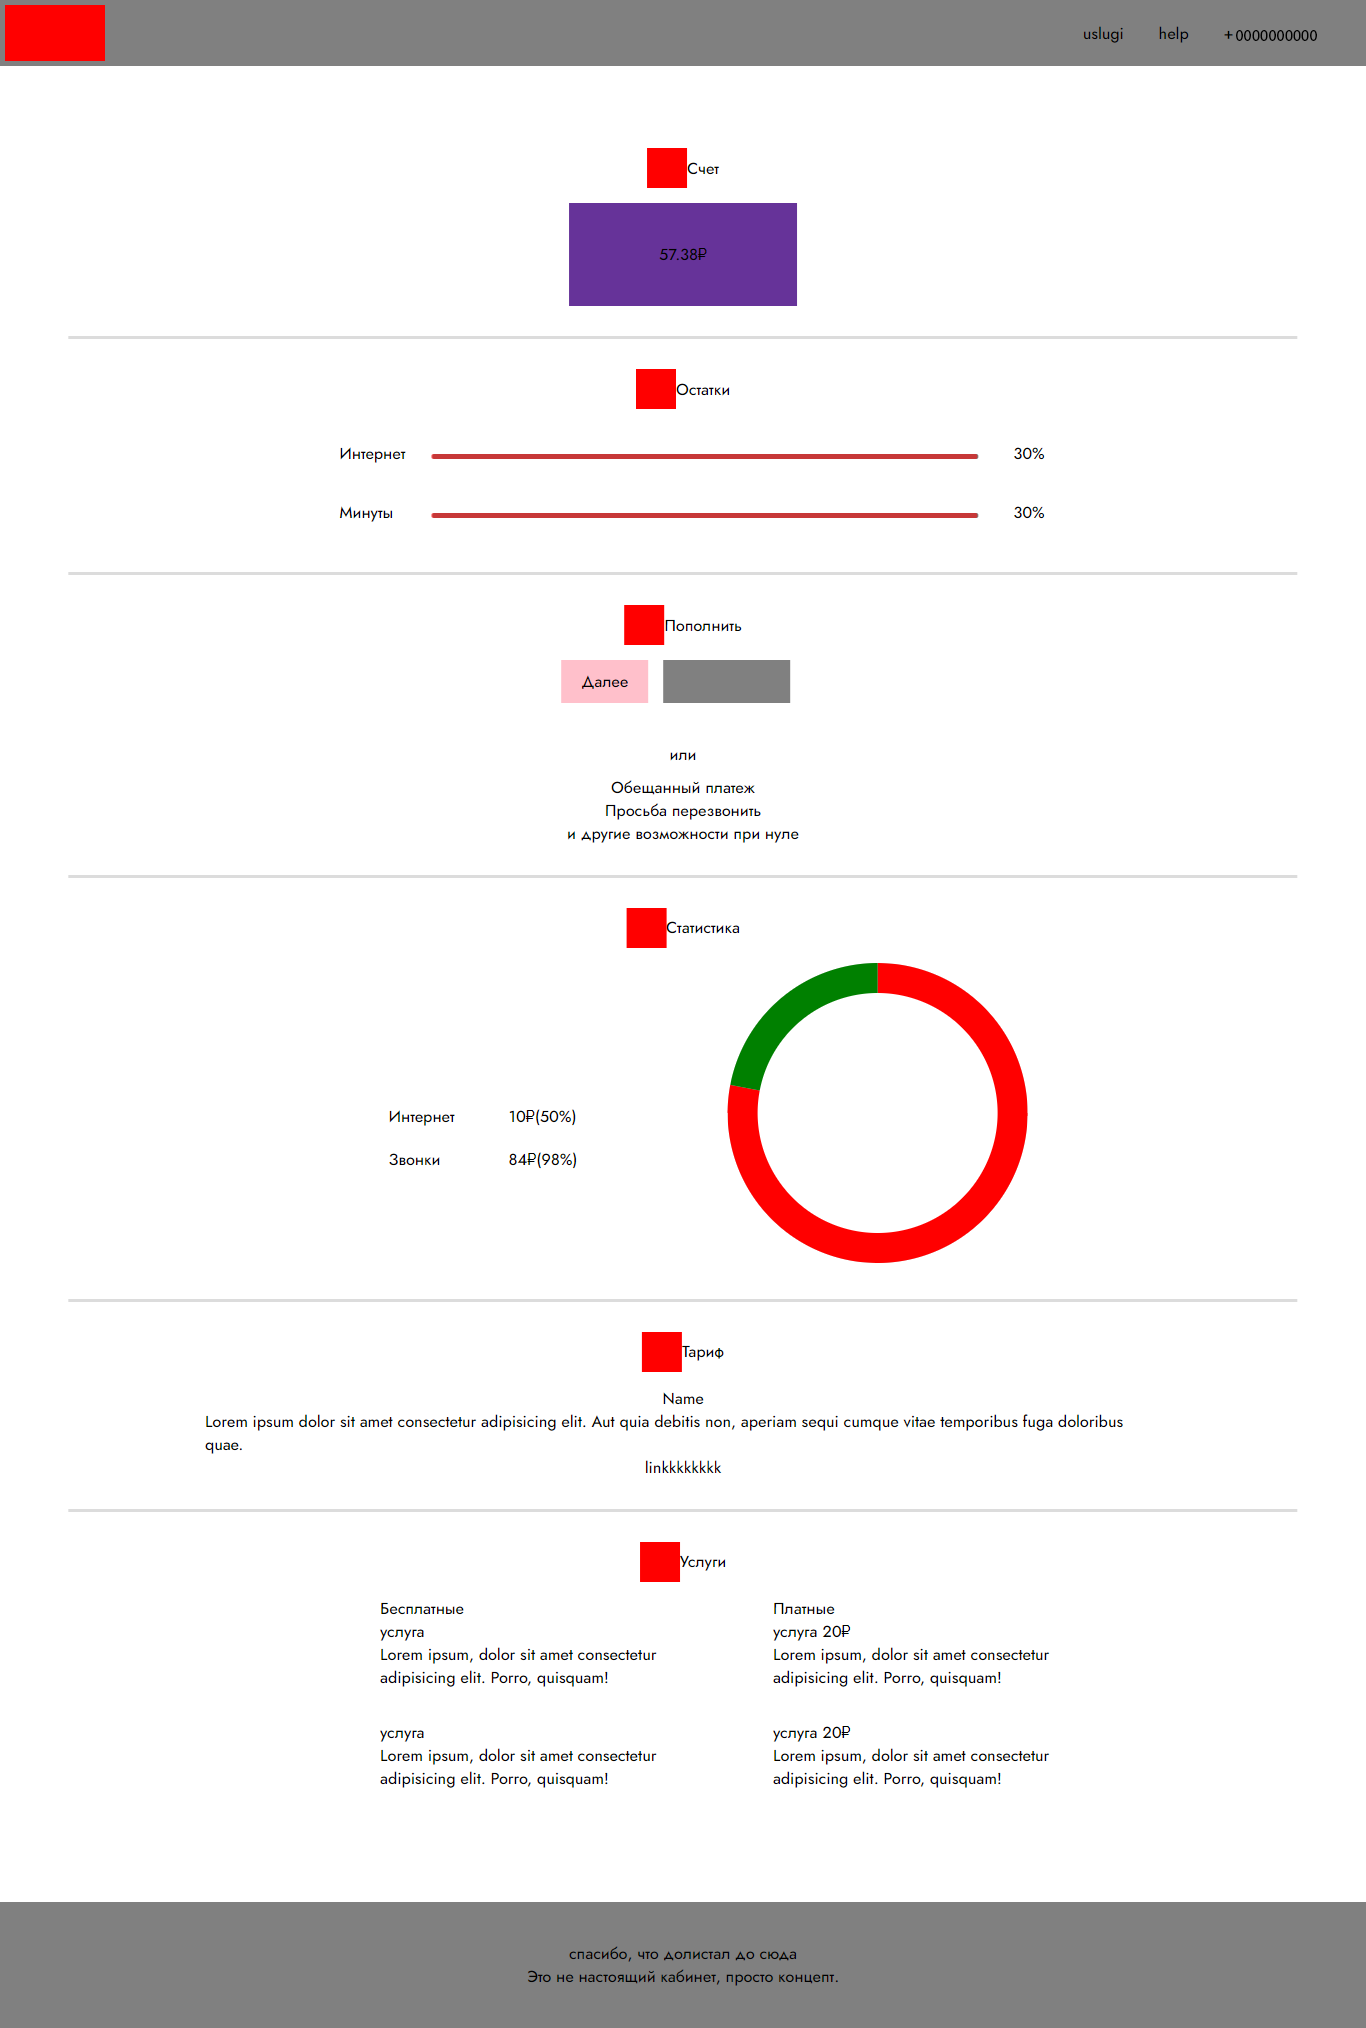 uslugi help +0000000000
Счет
57.38₽
Остатки
Интернет 30%
Минуты 30%
Пополнить
Далее
или
Обещанный платеж
Просьба перезвонить
и другие возможности при нуле
Статистика
Интернет 10₽(50%)
Звонки 84₽(98%)
Тариф
Name
Lorem ipsum dolor sit amet consectetur adipisicing elit. Aut quia debitis non, aperiam sequi cumque vitae temporibus fuga doloribus
quae.
linkkkkkkkk
Услуги
Бесплатные
услуга
Lorem ipsum, dolor sit amet consectetur
adipisicing elit. Porro, quisquam!
услуга
Lorem ipsum, dolor sit amet consectetur
adipisicing elit. Porro, quisquam!
Платные
услуга 20₽
Lorem ipsum, dolor sit amet consectetur
adipisicing elit. Porro, quisquam!
услуга 20₽
Lorem ipsum, dolor sit amet consectetur
adipisicing elit. Porro, quisquam!
спасибо, что долистал до сюда
Это не настоящий кабинет, просто концепт.